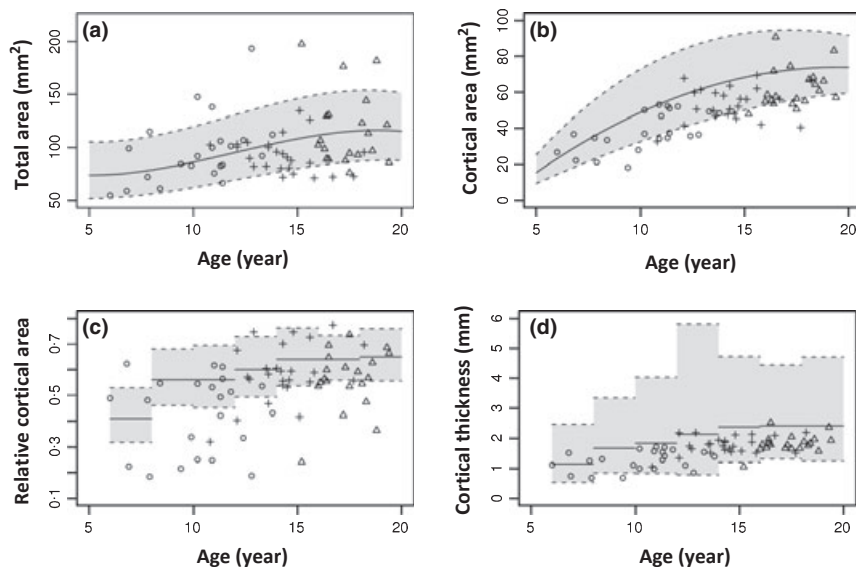 (a)
Total area (mm²)
200
150
100
50
5 10 15 20
Age (year)
(b)
Cortical area (mm²)
100
80
60
40
20
0
5 10 15 20
Age (year)
(c)
Relative cortical area
0·7
0·5
0·3
0·1
5 10 15 20
Age (year)
(d)
Cortical thickness (mm)
6
5
4
3
2
1
0
5 10 15 20
Age (year)